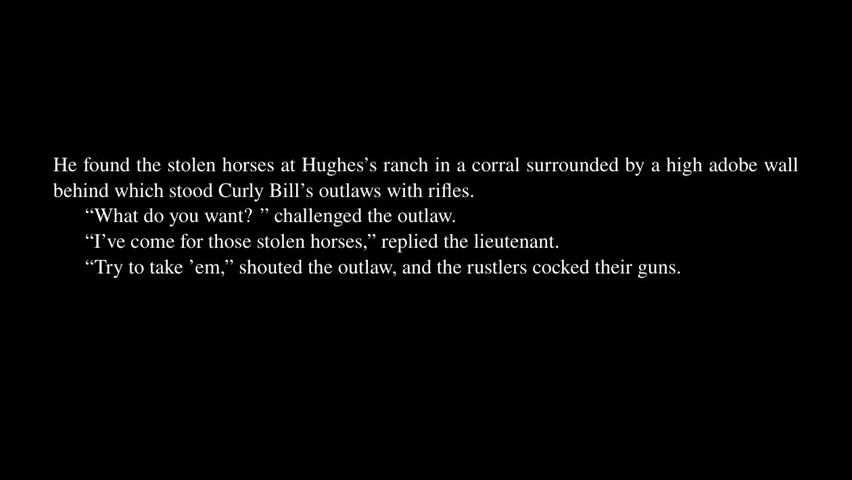 He found the stolen horses at Hughes’s ranch in a corral surrounded by a high adobe wall
behind which stood Curly Bill’s outlaws with rifles.
“What do you want? ” challenged the outlaw.
“I’ve come for those stolen horses,” replied the lieutenant.
“Try to take ’em,” shouted the outlaw, and the rustlers cocked their guns.